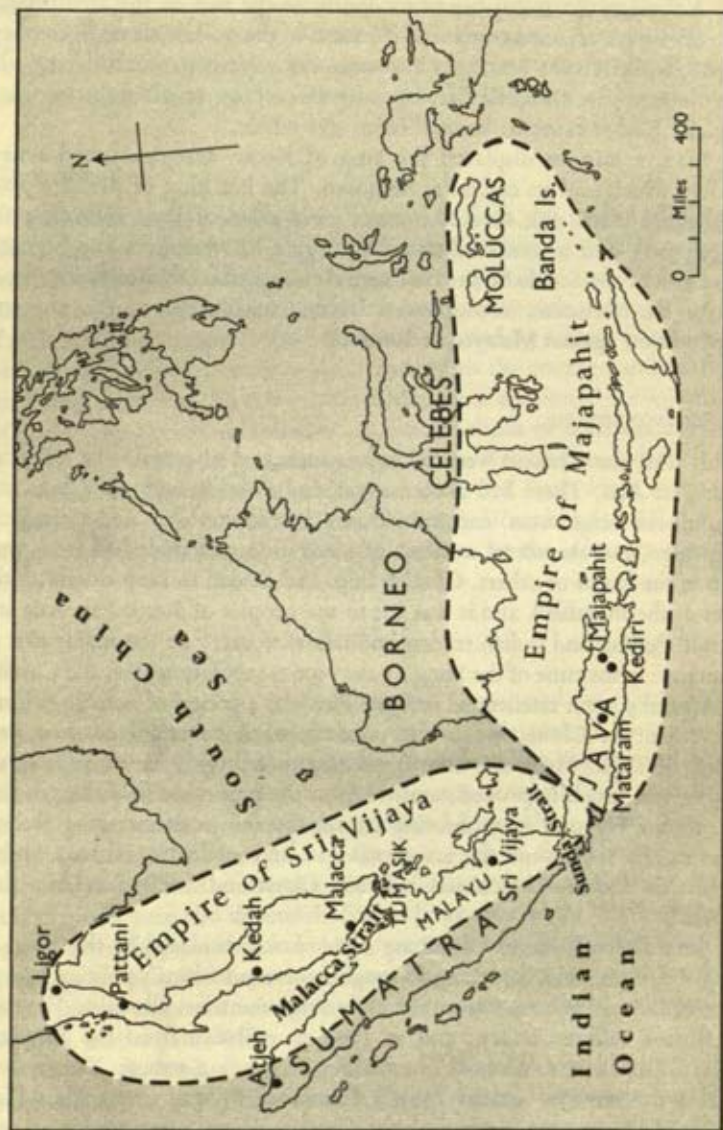 N
South China
Sea
Ligor
Pattani
Empire of Sri Vijaya
Kedah
Malacca
Atjeh
Malacca Strait
TUMASIK
SUMATRA
MALAYU
Sri Vijaya
BORNEO
CELEBES
MOLUCCAS
Banda Is.
Empire of
Majapahit
Sunda Strait
JAVA
Majapahit
Mataram
Kediri
Indian
Ocean
0 Miles 400